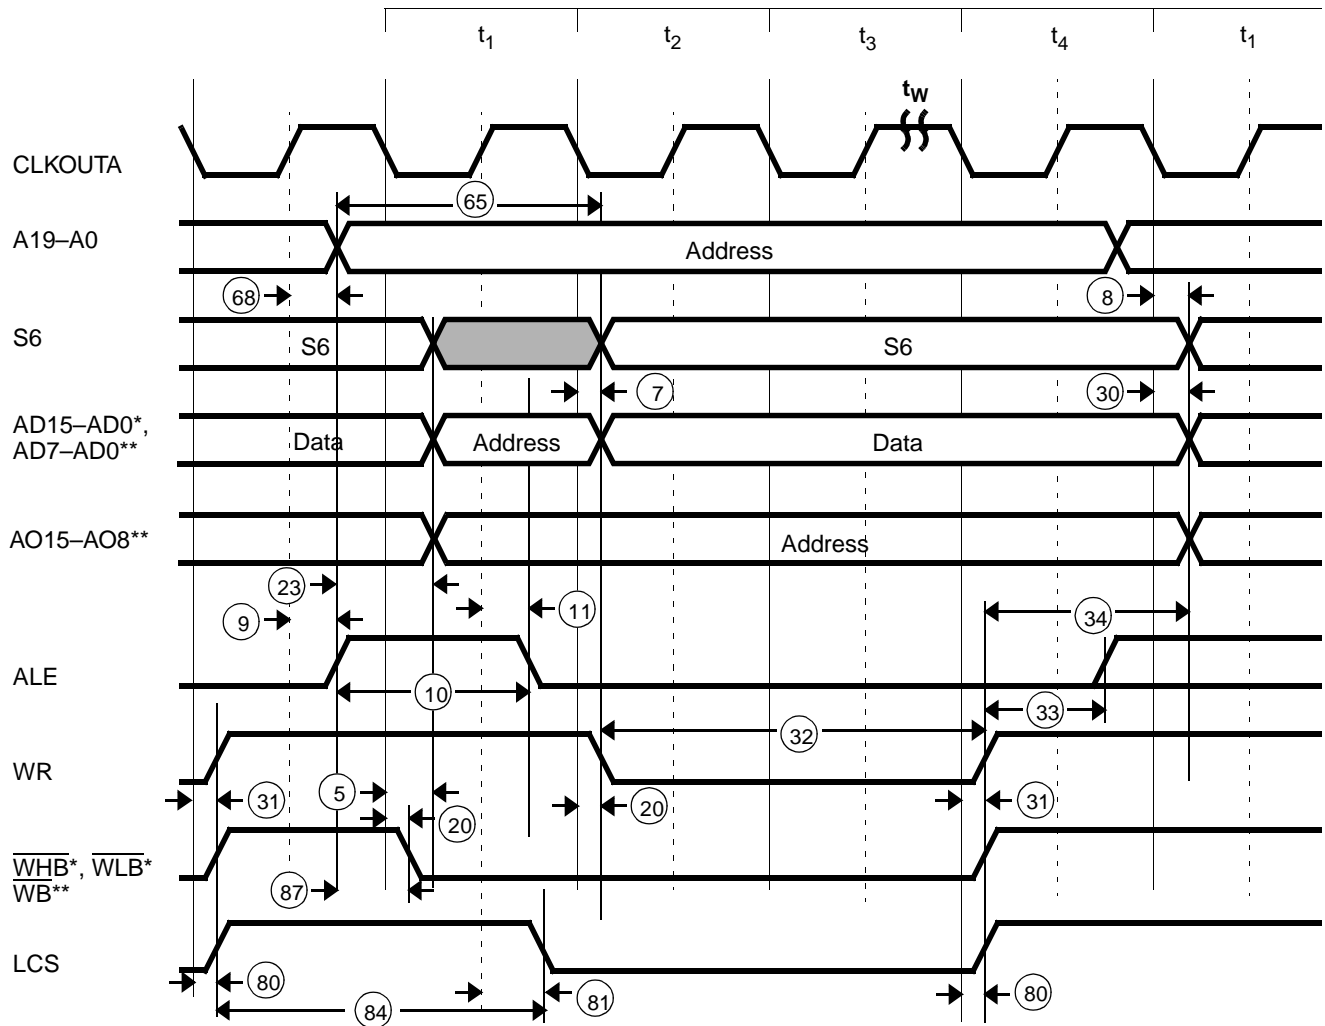 t1 t2 t3 t4 t1
tW
CLKOUTA
65
A19–A0
Address
68
8
S6
S6
S6
7
30
AD15–AD0*,
AD7–AD0**
Data
Address
Data
AO15–AO8**
Address
23
9
11
34
ALE
10
33
32
WR
31
5
20
20
31
WHB*, WLB*
WB**
87
LCS
80
84
81
80